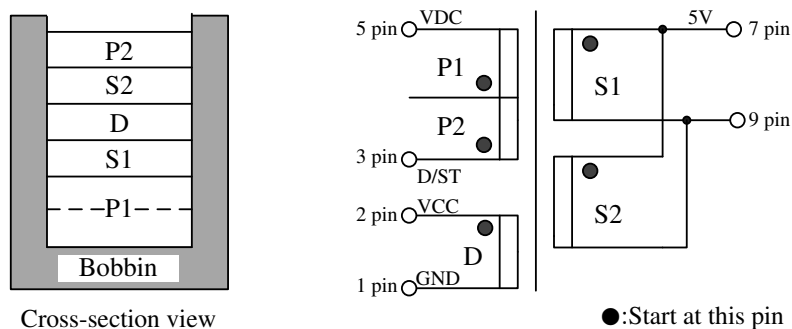 P2
S2
D
S1
P1
Bobbin
Cross-section view
5 pin VDC
P1
P2
3 pin
D/ST
2 pin VCC
D
1 pin GND
5V 7 pin
S1
9 pin
S2
●:Start at this pin